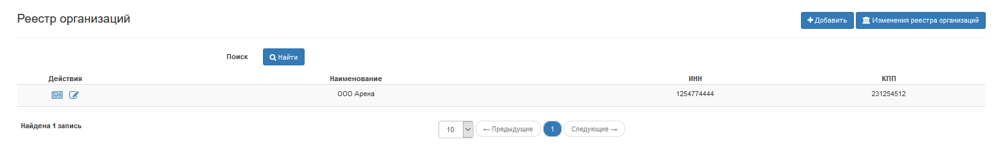 Реестр организаций
Добавить
Изменения реестра организаций
Поиск
Найти
Действия Наименование ИНН КПП
ООО Арена 1254774444 231254512
Найдена 1 запись
10 ← Предыдущие 1 Следующие →